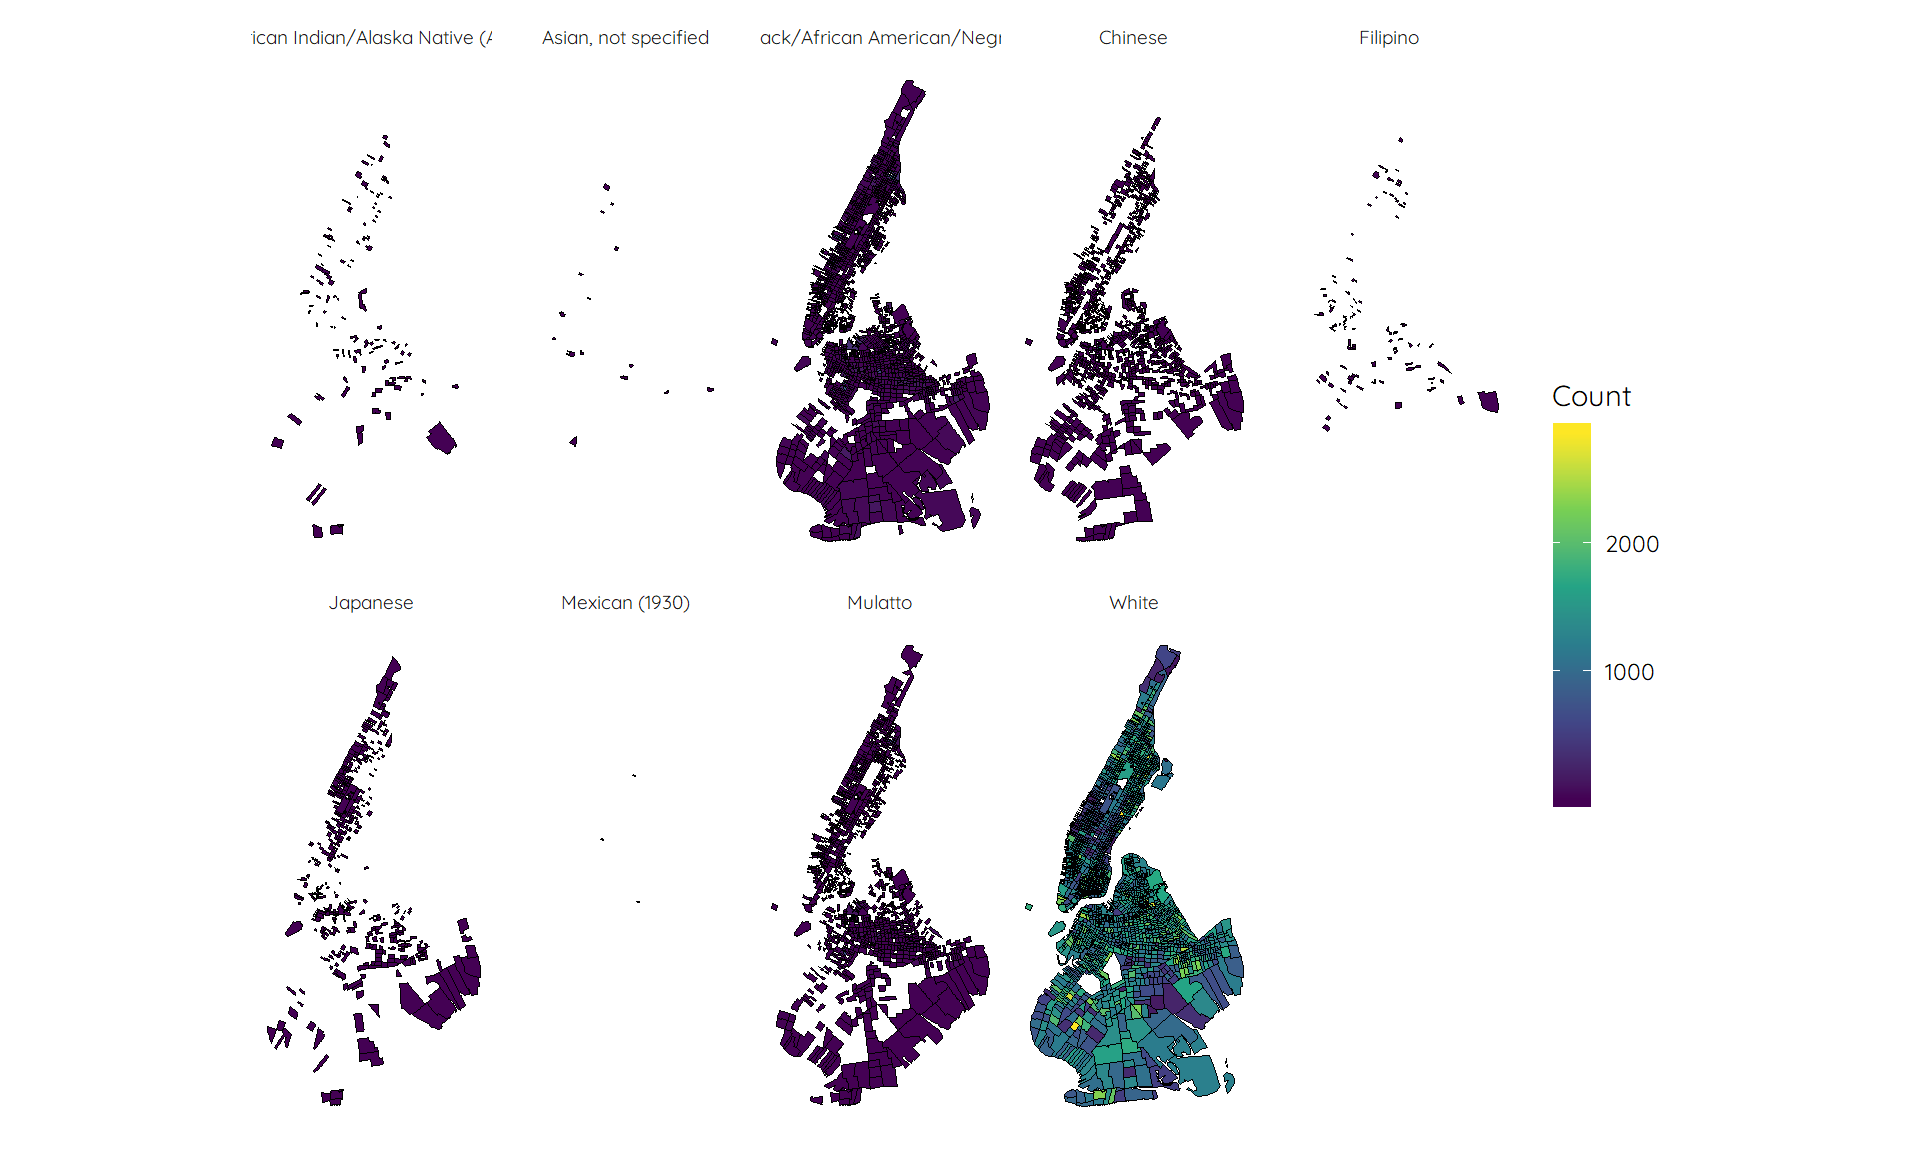 ican Indian/Alaska Native (A
Asian, not specified
ack/African American/Negr
Chinese
Filipino
Japanese
Mexican (1930)
Mulatto
White
Count
2000
1000